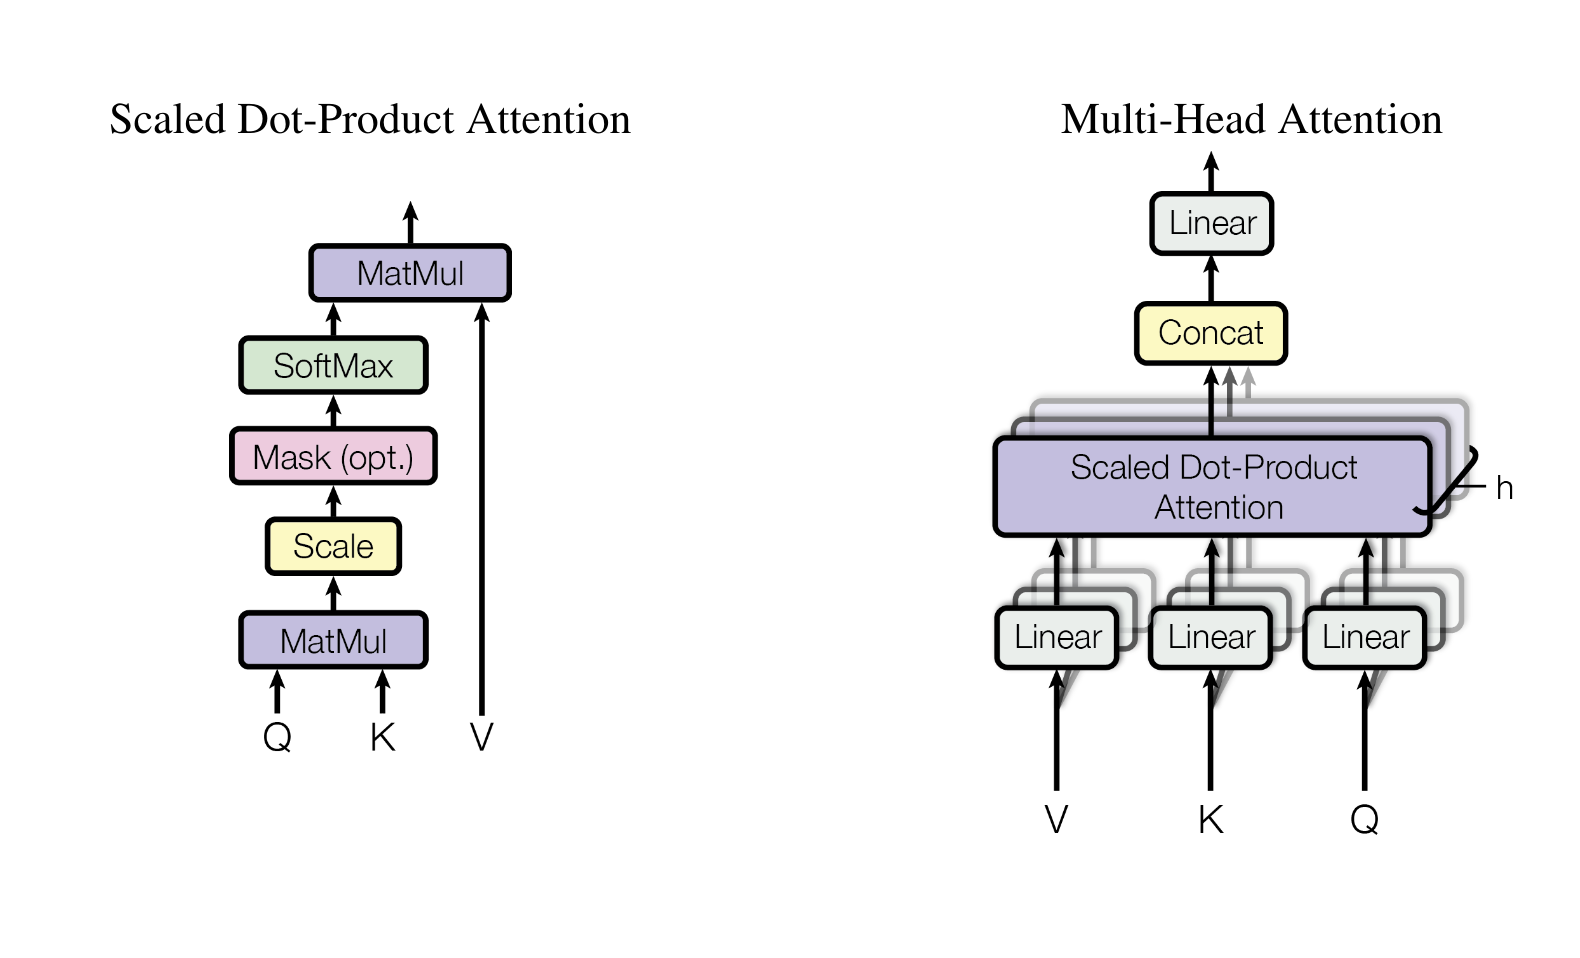 Scaled Dot-Product Attention
MatMul
SoftMax
Mask (opt.)
Scale
MatMul
Q K V
Multi-Head Attention
Linear
Concat
Scaled Dot-Product
Attention
h
Linear Linear Linear
V K Q